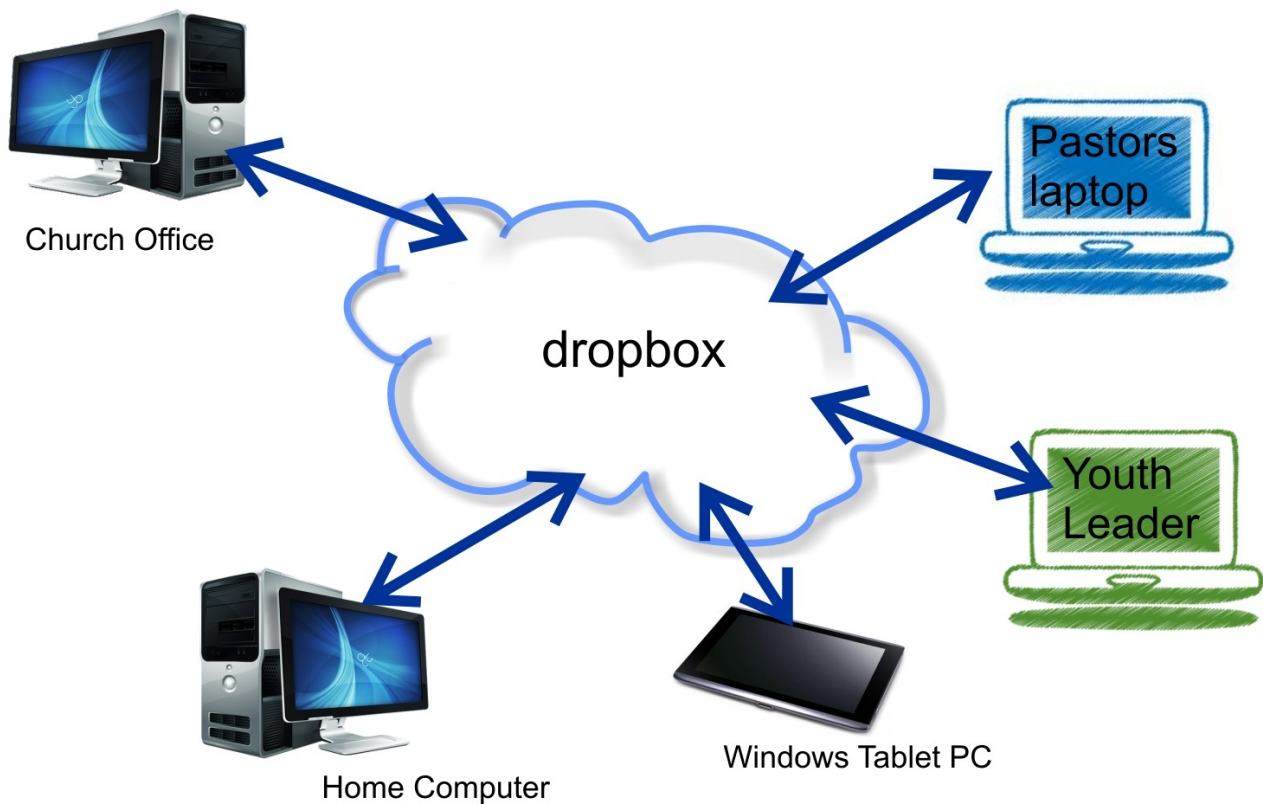 Church Office
Pastors
laptop
dropbox
Youth
Leader
Home Computer
Windows Tablet PC